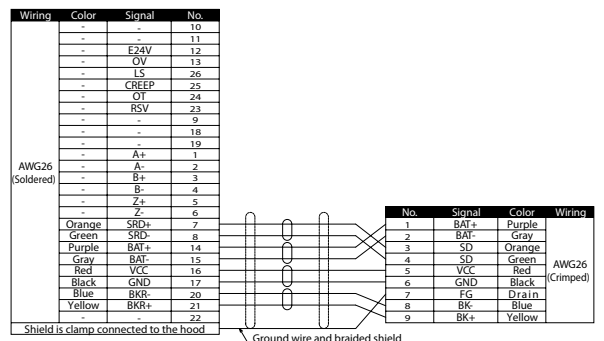 Wiring Color Signal No.
- - 10
- - 11
- E24V 12
- OV 13
- LS 26
- CREEP 25
- OT 24
- RSV 23
- - 9
- - 18
- - 19
- A+ 1
AWG26 (Soldered)
- A- 2
- B+ 3
- B- 4
- Z+ 5
- Z- 6
Orange SRD+ 7
Green SRD- 8
Purple BAT+ 14
Gray BAT- 15
Red VCC 16
Black GND 17
Blue BKR- 20
Yellow BKR+ 21
- - 22
Shield is clamp connected to the hood
Ground wire and braided shield
No. Signal Color Wiring
1 BAT+ Purple
2 BAT- Gray
3 SD Orange
4 SD Green
5 VCC Red
AWG26 (Crimped)
6 GND Black
7 FG Drain
8 BK- Blue
9 BK+ Yellow